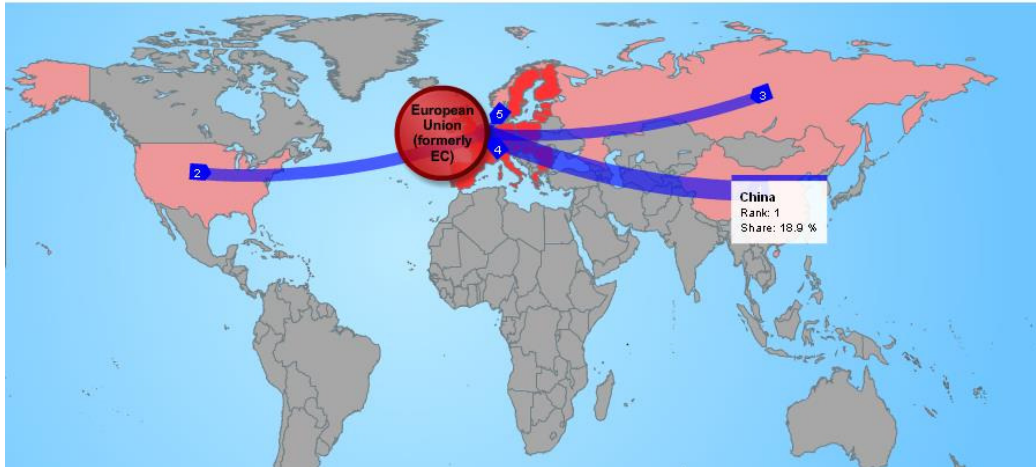 European
Union
(formerly
EC)
5
4
3
2
China
Rank: 1
Share: 18.9 %